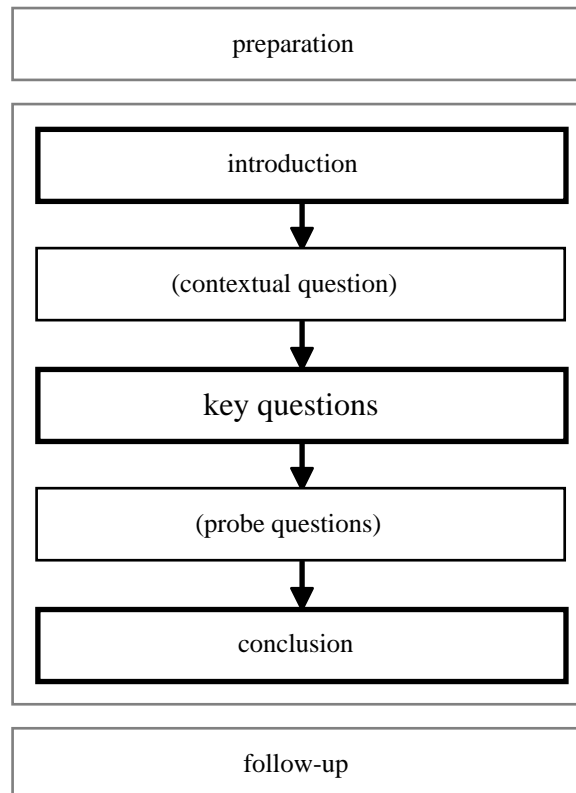 preparation
introduction
(contextual question)
key questions
(probe questions)
conclusion
follow-up